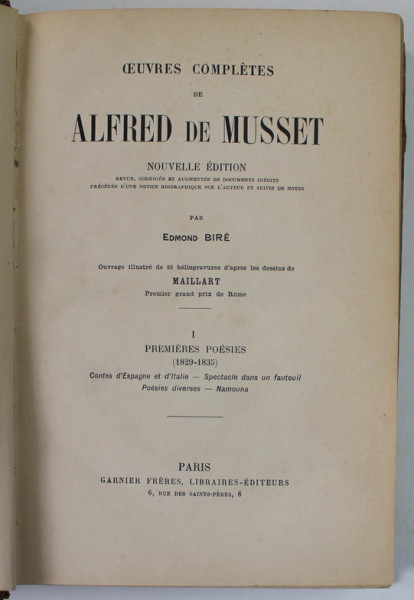 ŒUVRES COMPLÈTES
DE
ALFRED DE MUSSET
NOUVELLE ÉDITION
REVUE, CORRIGÉE ET AUGMENTÉE DE DOCUMENTS INÉDITS
PRÉCÉDÉE D'UNE NOTICE BIOGRAPHIQUE SUR L'AUTEUR ET SUIVIE DE NOTES
PAR
EDMOND BIRÉ
Ouvrage illustré de 24 héliogravures d'après les dessins de
MAILLART
Premier grand prix de Rome
I
PREMIÈRES POÉSIES
(1829-1835)
Contes d'Espagne et d'Italie — Spectacle dans un fauteuil
Poésies diverses — Namouna
PARIS
GARNIER FRÈRES, LIBRAIRES-ÉDITEURS
6, RUE DES SAINTS-PÈRES, 6